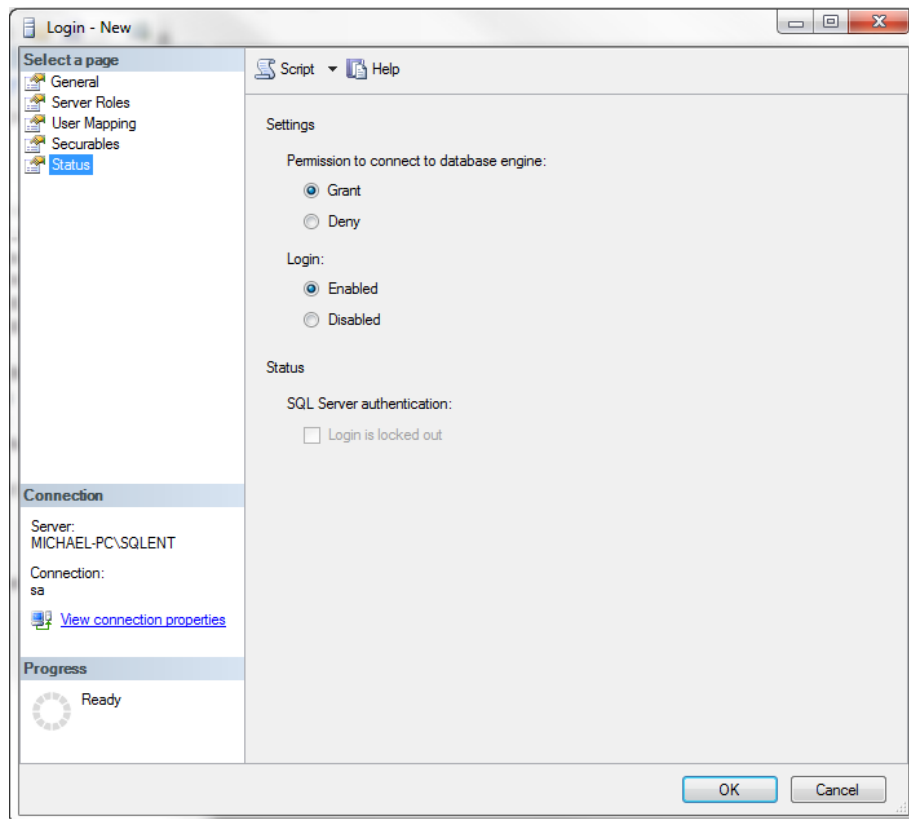 Login - New
Select a page
General
Server Roles
User Mapping
Securables
Status
Script
Help
Settings
Permission to connect to database engine:
Grant
Deny
Login:
Enabled
Disabled
Status
SQL Server authentication:
Login is locked out
Connection
Server:
MICHAEL-PC\SQLENT
Connection:
sa
View connection properties
Progress
Ready
OK
Cancel